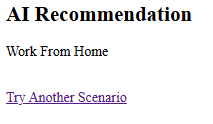 AI Recommendation
Work From Home
Try Another Scenario